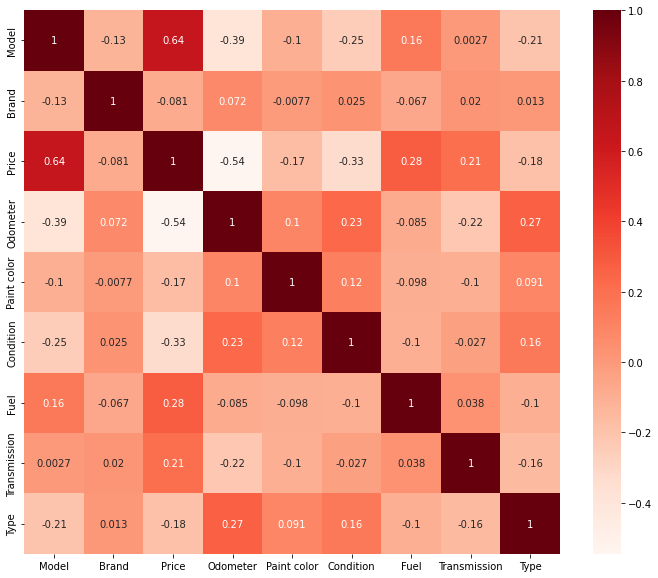 Model 1 -0.13 0.64 -0.39 -0.1 -0.25 0.16 0.0027 -0.21
Brand -0.13 1 -0.081 0.072 -0.0077 0.025 -0.067 0.02 0.013
Price 0.64 -0.081 1 -0.54 -0.17 -0.33 0.28 0.21 -0.18
Odometer -0.39 0.072 -0.54 1 0.1 0.23 -0.085 -0.22 0.27
Paint color -0.1 -0.0077 -0.17 0.1 1 0.12 -0.098 -0.1 0.091
Condition -0.25 0.025 -0.33 0.23 0.12 1 -0.1 -0.027 0.16
Fuel 0.16 -0.067 0.28 -0.085 -0.098 -0.1 1 0.038 -0.1
Transmission 0.0027 0.02 0.21 -0.22 -0.1 -0.027 0.038 1 -0.16
Type -0.21 0.013 -0.18 0.27 0.091 0.16 -0.1 -0.16 1
Model Brand Price Odometer Paint color Condition Fuel Transmission Type
1.0
0.8
0.6
0.4
0.2
0.0
−0.2
−0.4